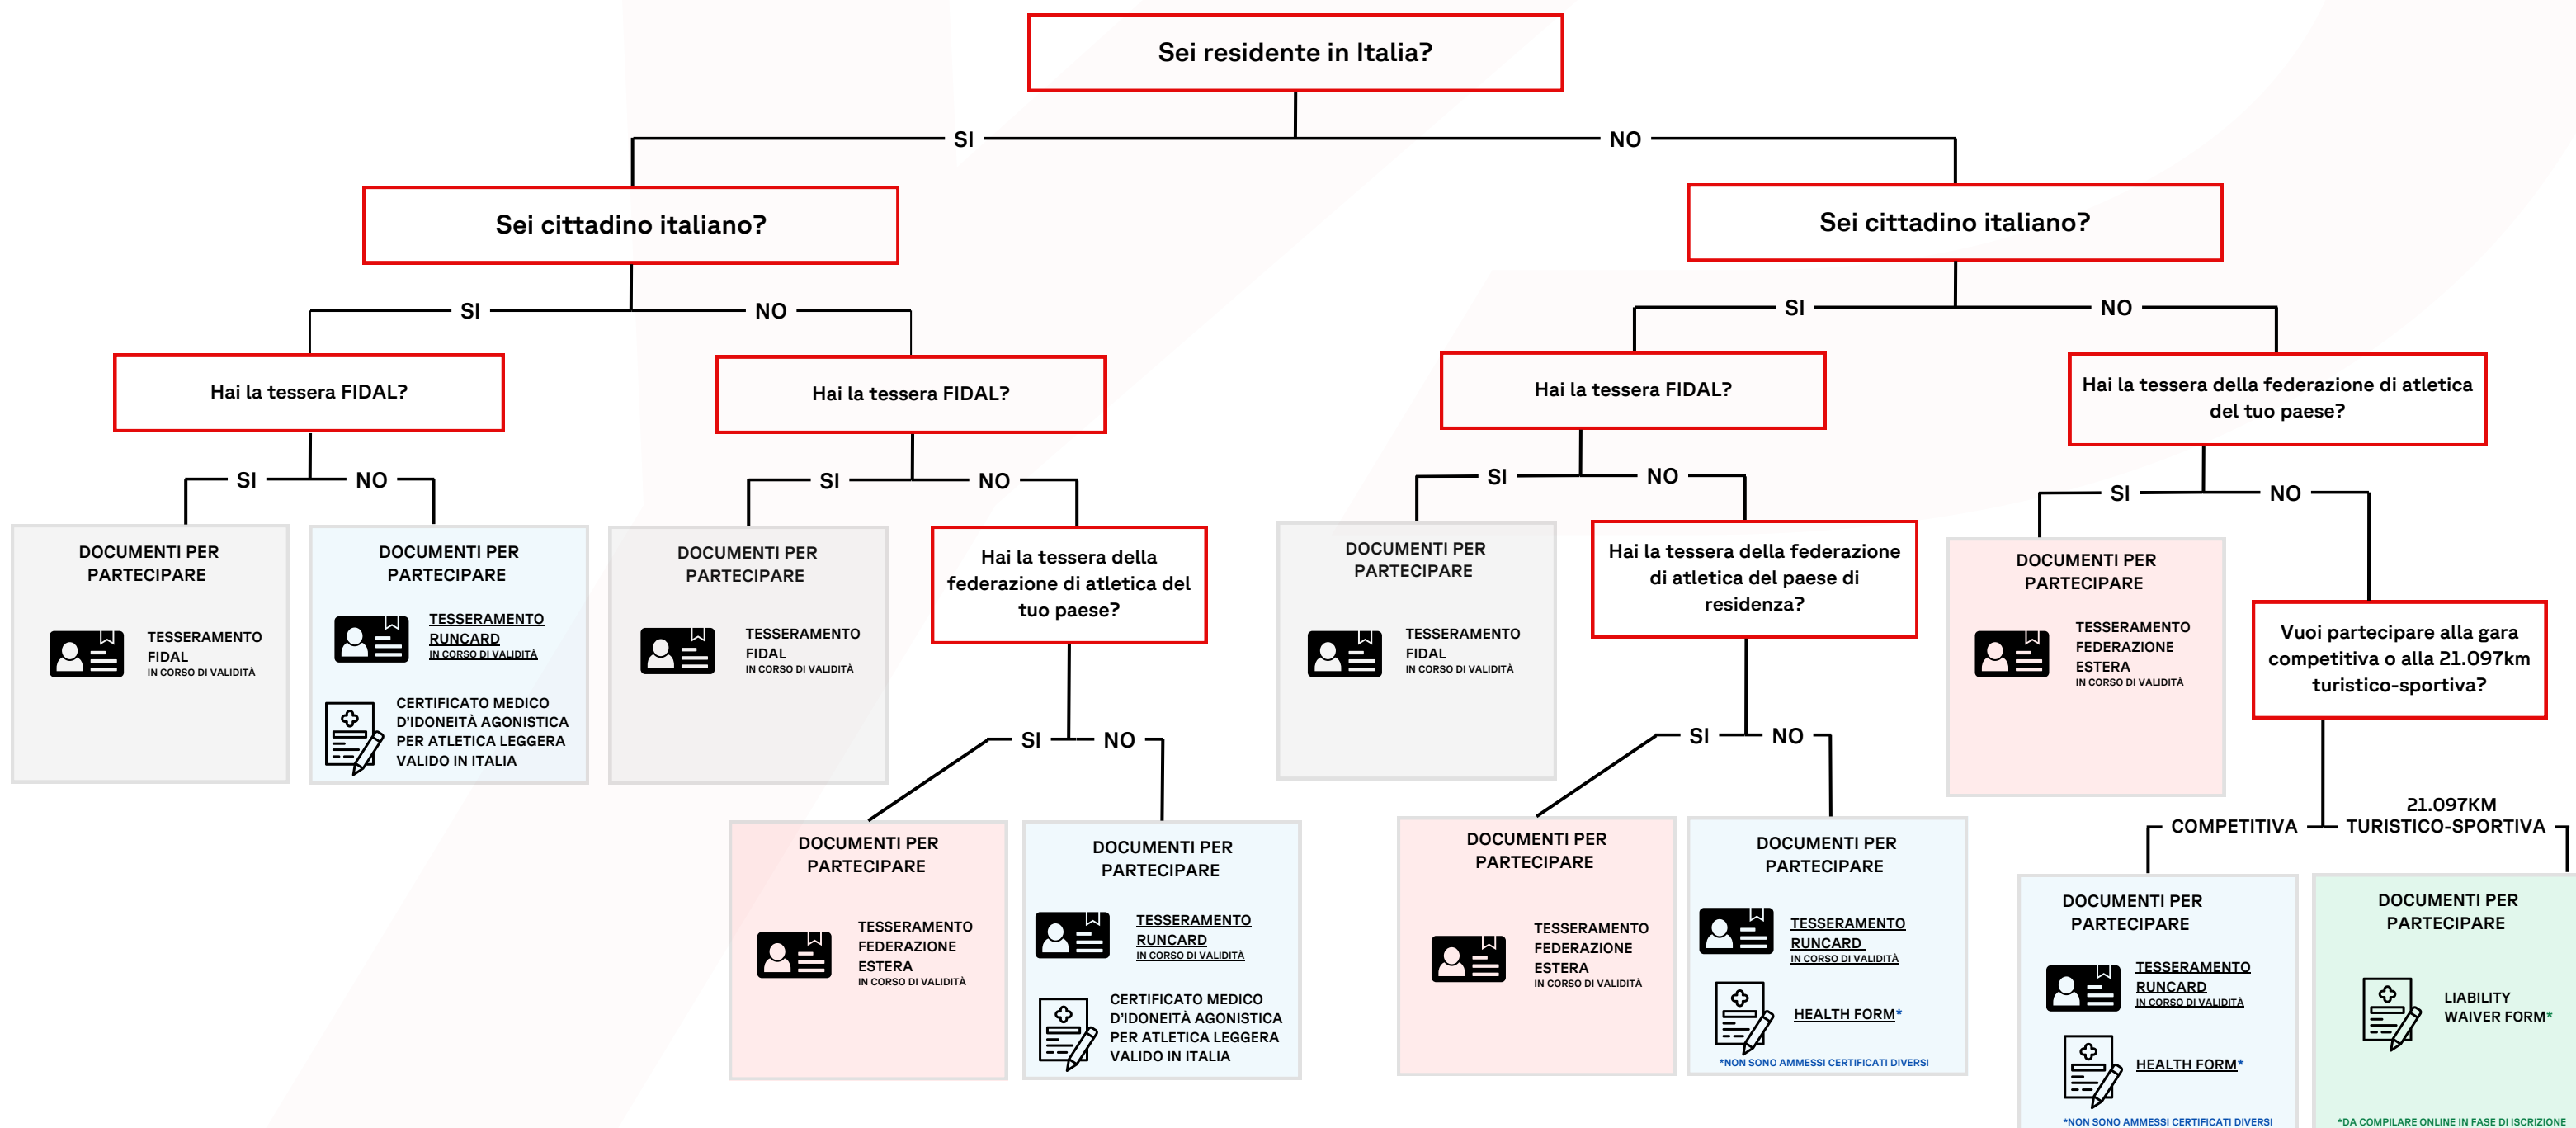 Sei residente in Italia?
SI
NO
Sei cittadino italiano?
Sei cittadino italiano?
SI
NO
SI
NO
Hai la tessera FIDAL?
Hai la tessera FIDAL?
Hai la tessera FIDAL?
Hai la tessera della federazione di atletica
del tuo paese?
SI
NO
SI
NO
SI
NO
SI
NO
DOCUMENTI PER
PARTECIPARE
TESSERAMENTO
FIDAL
IN CORSO DI VALIDITÀ
DOCUMENTI PER
PARTECIPARE
TESSERAMENTO
RUNCARD
IN CORSO DI VALIDITÀ
CERTIFICATO MEDICO
D'IDONEITÀ AGONISTICA
PER ATLETICA LEGGERA
VALIDO IN ITALIA
DOCUMENTI PER
PARTECIPARE
TESSERAMENTO
FIDAL
IN CORSO DI VALIDITÀ
Hai la tessera della
federazione di atletica del
tuo paese?
DOCUMENTI PER
PARTECIPARE
TESSERAMENTO
FIDAL
IN CORSO DI VALIDITÀ
Hai la tessera della federazione
di atletica del paese di
residenza?
DOCUMENTI PER
PARTECIPARE
TESSERAMENTO
FEDERAZIONE
ESTERA
IN CORSO DI VALIDITÀ
Vuoi partecipare alla gara
competitiva o alla 21.097km
turistico-sportiva?
SI
NO
SI
NO
COMPETITIVA
21.097KM
TURISTICO-SPORTIVA
DOCUMENTI PER
PARTECIPARE
TESSERAMENTO
FEDERAZIONE
ESTERA
IN CORSO DI VALIDITÀ
DOCUMENTI PER
PARTECIPARE
TESSERAMENTO
RUNCARD
IN CORSO DI VALIDITÀ
CERTIFICATO MEDICO
D'IDONEITÀ AGONISTICA
PER ATLETICA LEGGERA
VALIDO IN ITALIA
DOCUMENTI PER
PARTECIPARE
TESSERAMENTO
FEDERAZIONE
ESTERA
IN CORSO DI VALIDITÀ
DOCUMENTI PER
PARTECIPARE
TESSERAMENTO
RUNCARD
IN CORSO DI VALIDITÀ
HEALTH FORM*
*NON SONO AMMESSI CERTIFICATI DIVERSI
DOCUMENTI PER
PARTECIPARE
TESSERAMENTO
RUNCARD
IN CORSO DI VALIDITÀ
HEALTH FORM*
*NON SONO AMMESSI CERTIFICATI DIVERSI
DOCUMENTI PER
PARTECIPARE
LIABILITY
WAIVER FORM*
*DA COMPILARE ONLINE IN FASE DI ISCRIZIONE